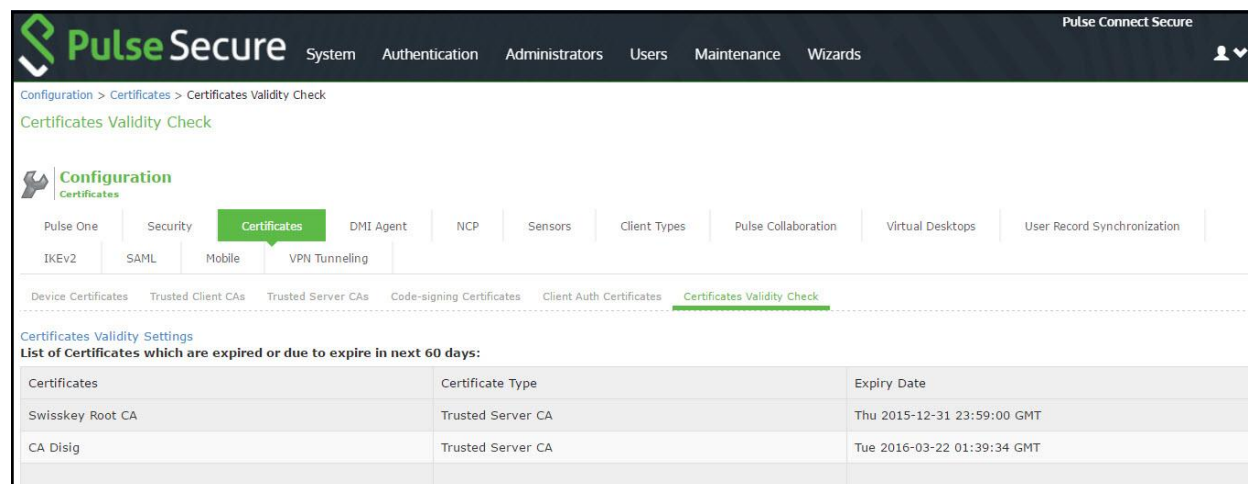 Pulse Connect Secure
Pulse Secure System Authentication Administrators Users Maintenance Wizards
Configuration > Certificates > Certificates Validity Check
Certificates Validity Check
Configuration
Certificates
Pulse One Security Certificates DMI Agent NCP Sensors Client Types Pulse Collaboration Virtual Desktops User Record Synchronization
IKEv2 SAML Mobile VPN Tunneling
Device Certificates Trusted Client CAs Trusted Server CAs Code-signing Certificates Client Auth Certificates Certificates Validity Check
Certificates Validity Settings
List of Certificates which are expired or due to expire in next 60 days:
Certificates Certificate Type Expiry Date
Swisskey Root CA Trusted Server CA Thu 2015-12-31 23:59:00 GMT
CA Disig Trusted Server CA Tue 2016-03-22 01:39:34 GMT